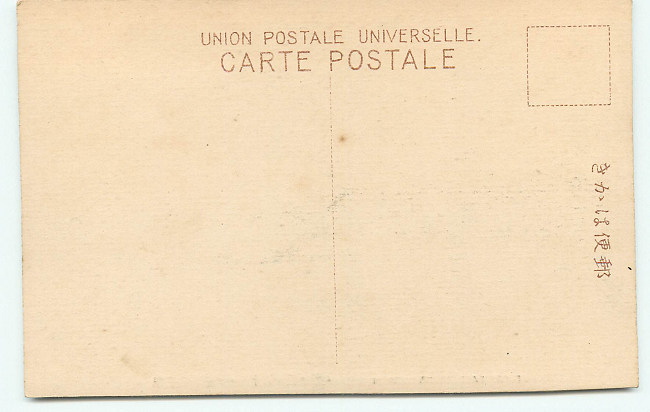 UNION POSTALE UNIVERSELLE.
CARTE POSTALE
郵便はかき